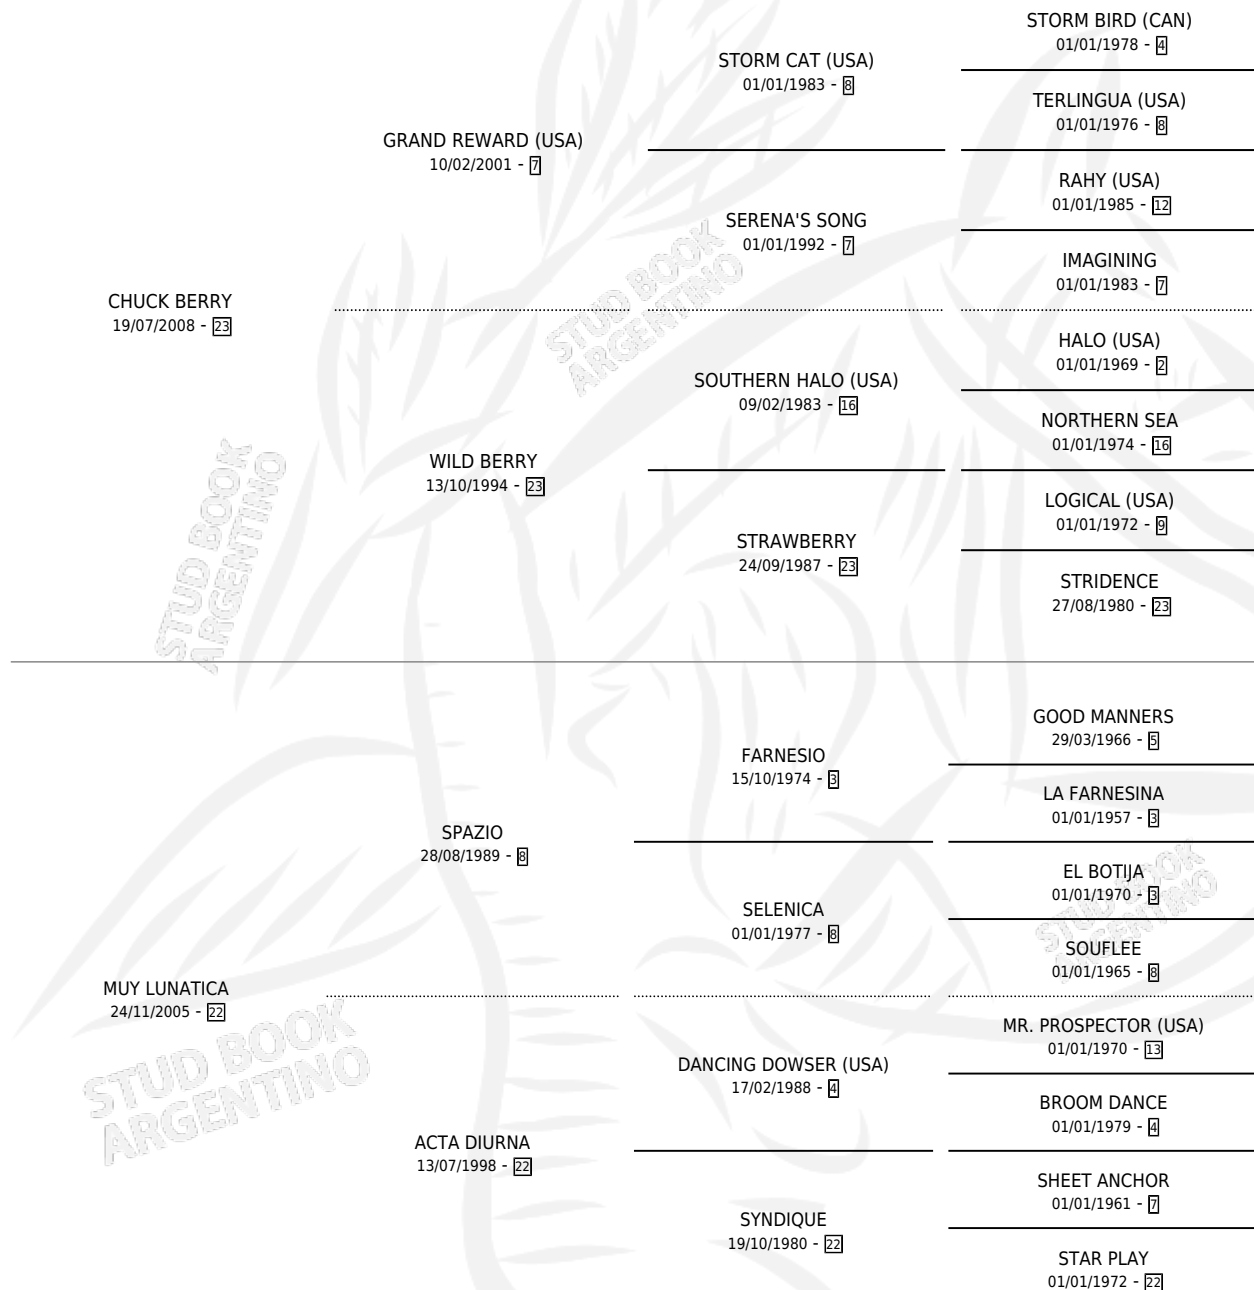 STORM BIRD (CAN)
01/01/1978 - 4
STORM CAT (USA)
01/01/1983 - 8
TERLINGUA (USA)
01/01/1976 - 8
GRAND REWARD (USA)
10/02/2001 - 7
RAHY (USA)
01/01/1985 - 12
SERENA'S SONG
01/01/1992 - 7
IMAGINING
01/01/1983 - 7
CHUCK BERRY
19/07/2008 - 23
HALO (USA)
01/01/1969 - 2
SOUTHERN HALO (USA)
09/02/1983 - 16
NORTHERN SEA
01/01/1974 - 16
WILD BERRY
13/10/1994 - 23
LOGICAL (USA)
01/01/1972 - 9
STRAWBERRY
24/09/1987 - 23
STRIDENCE
27/08/1980 - 23
GOOD MANNERS
29/03/1966 - 5
FARNESIO
15/10/1974 - 3
LA FARNESINA
01/01/1957 - 3
SPAZIO
28/08/1989 - 8
EL BOTIJA
01/01/1970 - 3
SELENICA
01/01/1977 - 8
SOUFLEE
01/01/1965 - 8
MUY LUNATICA
24/11/2005 - 22
MR. PROSPECTOR (USA)
01/01/1970 - 13
DANCING DOWSER (USA)
17/02/1988 - 4
BROOM DANCE
01/01/1979 - 4
ACTA DIURNA
13/07/1998 - 22
SHEET ANCHOR
01/01/1961 - 7
SYNDIQUE
19/10/1980 - 22
STAR PLAY
01/01/1972 - 22
STUD BOOK
ARGENTINO
STUD BOOK
ARGENTINO
STUD BOOK
ARGENTINO
STUD BOOK
ARGENTINO